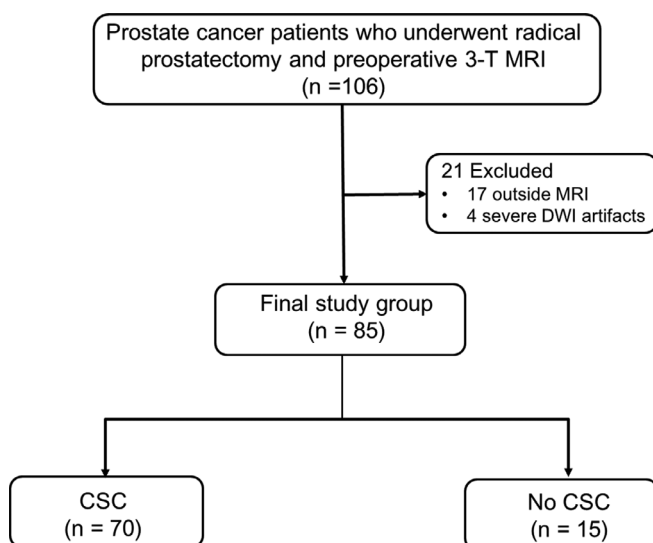 Prostate cancer patients who underwent radical
prostatectomy and preoperative 3-T MRI
(n =106)
21 Excluded
• 17 outside MRI
• 4 severe DWI artifacts
Final study group
(n = 85)
CSC
(n = 70)
No CSC
(n = 15)